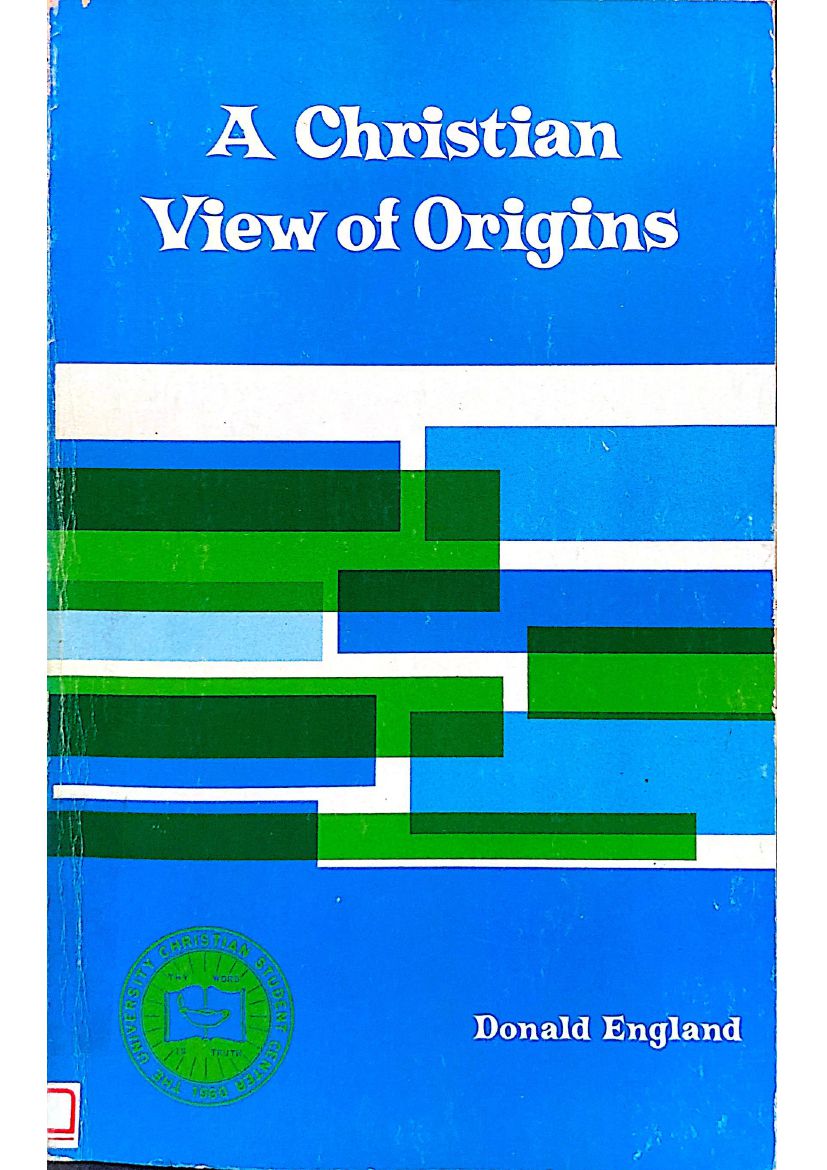 A Christian
View of Origins
THE UNIVERSITY CHRISTIAN STUDENT CENTER
THY WORD
IS TRUTH
Donald England